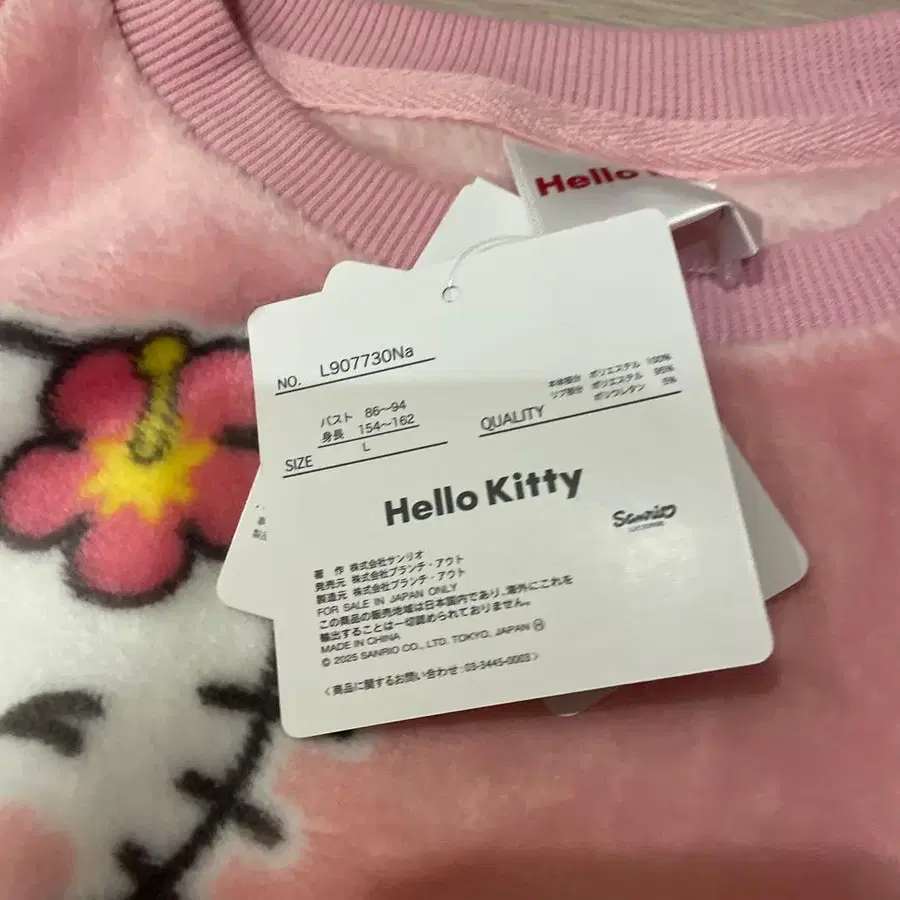 Hello
NO. L907730Na
バスト 86〜94
身長 154〜162
SIZE L
本体部分 ポリエステル 100%
リブ部分 ポリエステル 95%
ポリウレタン 5%
QUALITY
Hello Kitty
Sanrio
著 作 株式会社サンリオ
発売元 株式会社ブランチ・アウト
製造元 株式会社ブランチ・アウト
FOR SALE IN JAPAN ONLY
この商品の販売地域は日本国内であり、海外にこれを
輸出することは一切認められておりません。
MADE IN CHINA
© 2025 SANRIO CO., LTD. TOKYO, JAPAN Ⓗ
〈商品に関するお問い合わせ:03-3445-0003〉